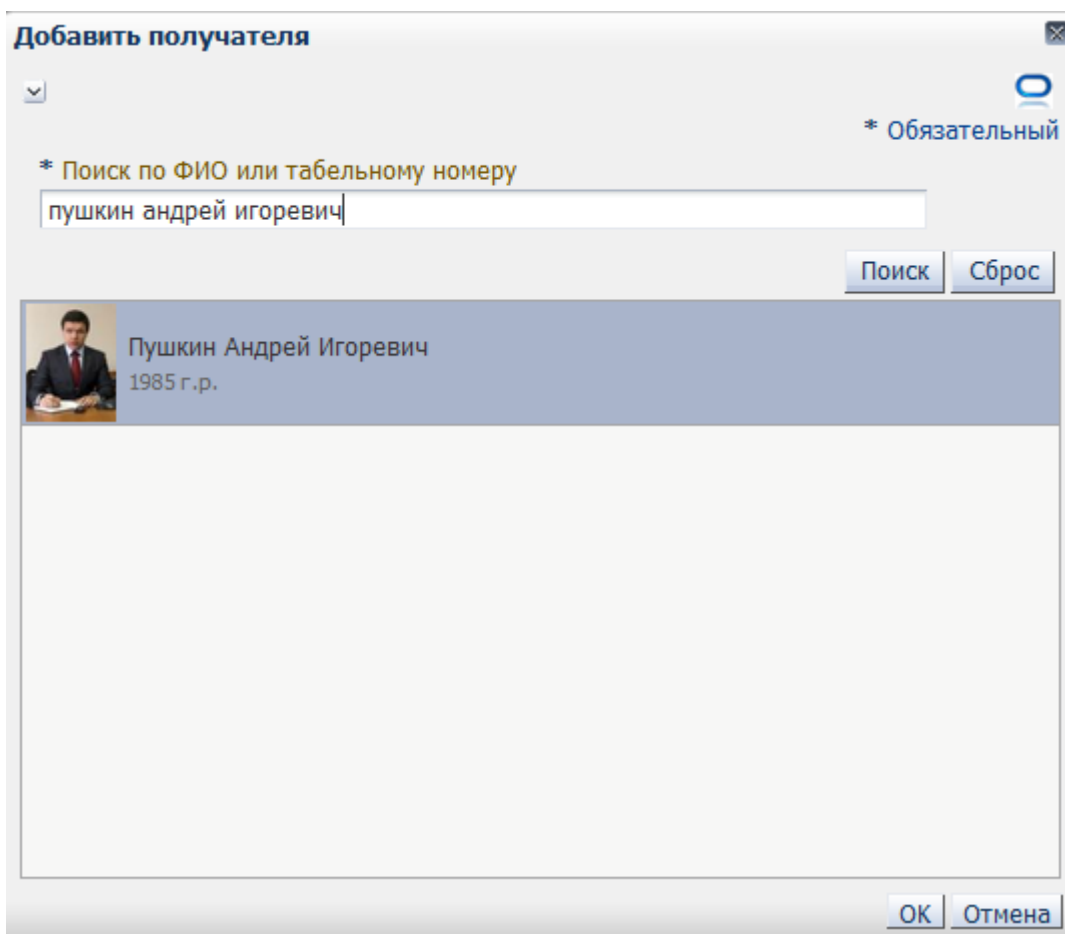 Добавить получателя
* Обязательный
* Поиск по ФИО или табельному номеру
пушкин андрей игоревич
Поиск Сброс
Пушкин Андрей Игоревич
1985 г.р.
ОК Отмена